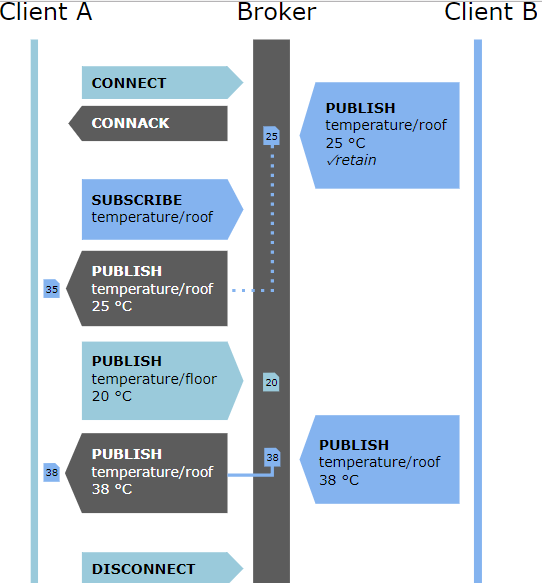 Client A
Broker
Client B
CONNECT
CONNACK
PUBLISH
temperature/roof
25 °C
✓retain
25
SUBSCRIBE
temperature/roof
PUBLISH
temperature/roof
25 °C
35
PUBLISH
temperature/floor
20 °C
20
PUBLISH
temperature/roof
38 °C
38
PUBLISH
temperature/roof
38 °C
38
DISCONNECT